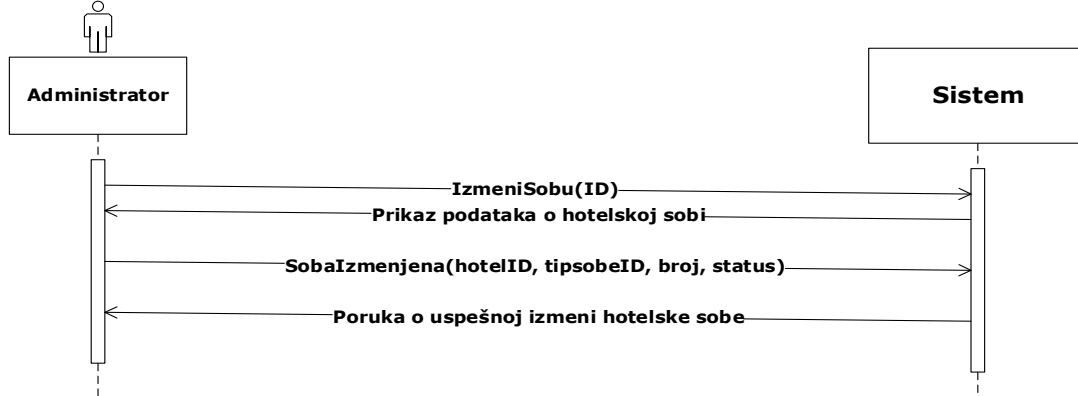 Administrator
Sistem
IzmeniSobu(ID)
Prikaz podataka o hotelskoj sobi
SobaIzmenjena(hotelID, tipsobeID, broj, status)
Poruka o uspešnoj izmeni hotelske sobe